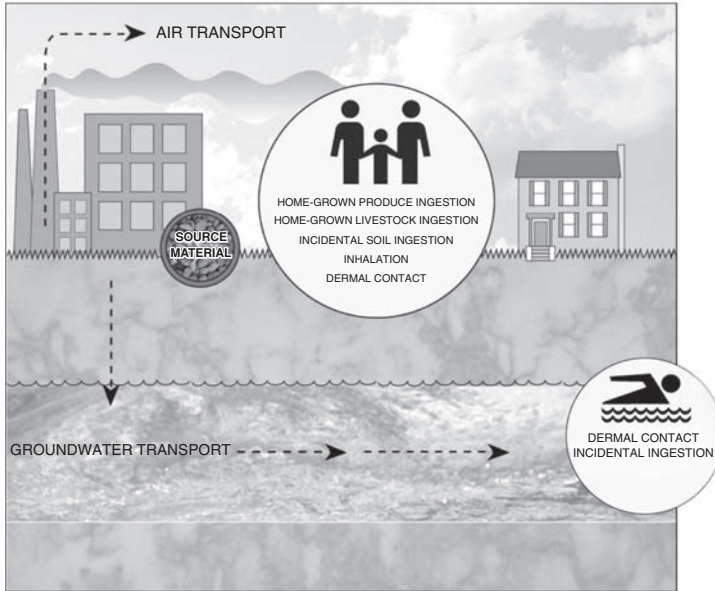 AIR TRANSPORT
HOME-GROWN PRODUCE INGESTION
HOME-GROWN LIVESTOCK INGESTION
INCIDENTAL SOIL INGESTION
INHALATION
DERMAL CONTACT
SOURCE
MATERIAL
DERMAL CONTACT
INCIDENTAL INGESTION
GROUNDWATER TRANSPORT